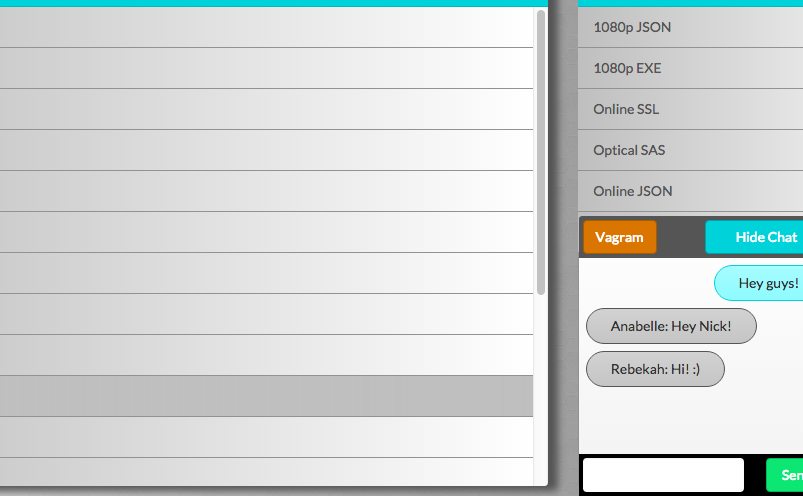 1080p JSON
1080p EXE
Online SSL
Optical SAS
Online JSON
Vagram
Hide Chat
Hey guys!
Anabelle: Hey Nick!
Rebekah: Hi! :)